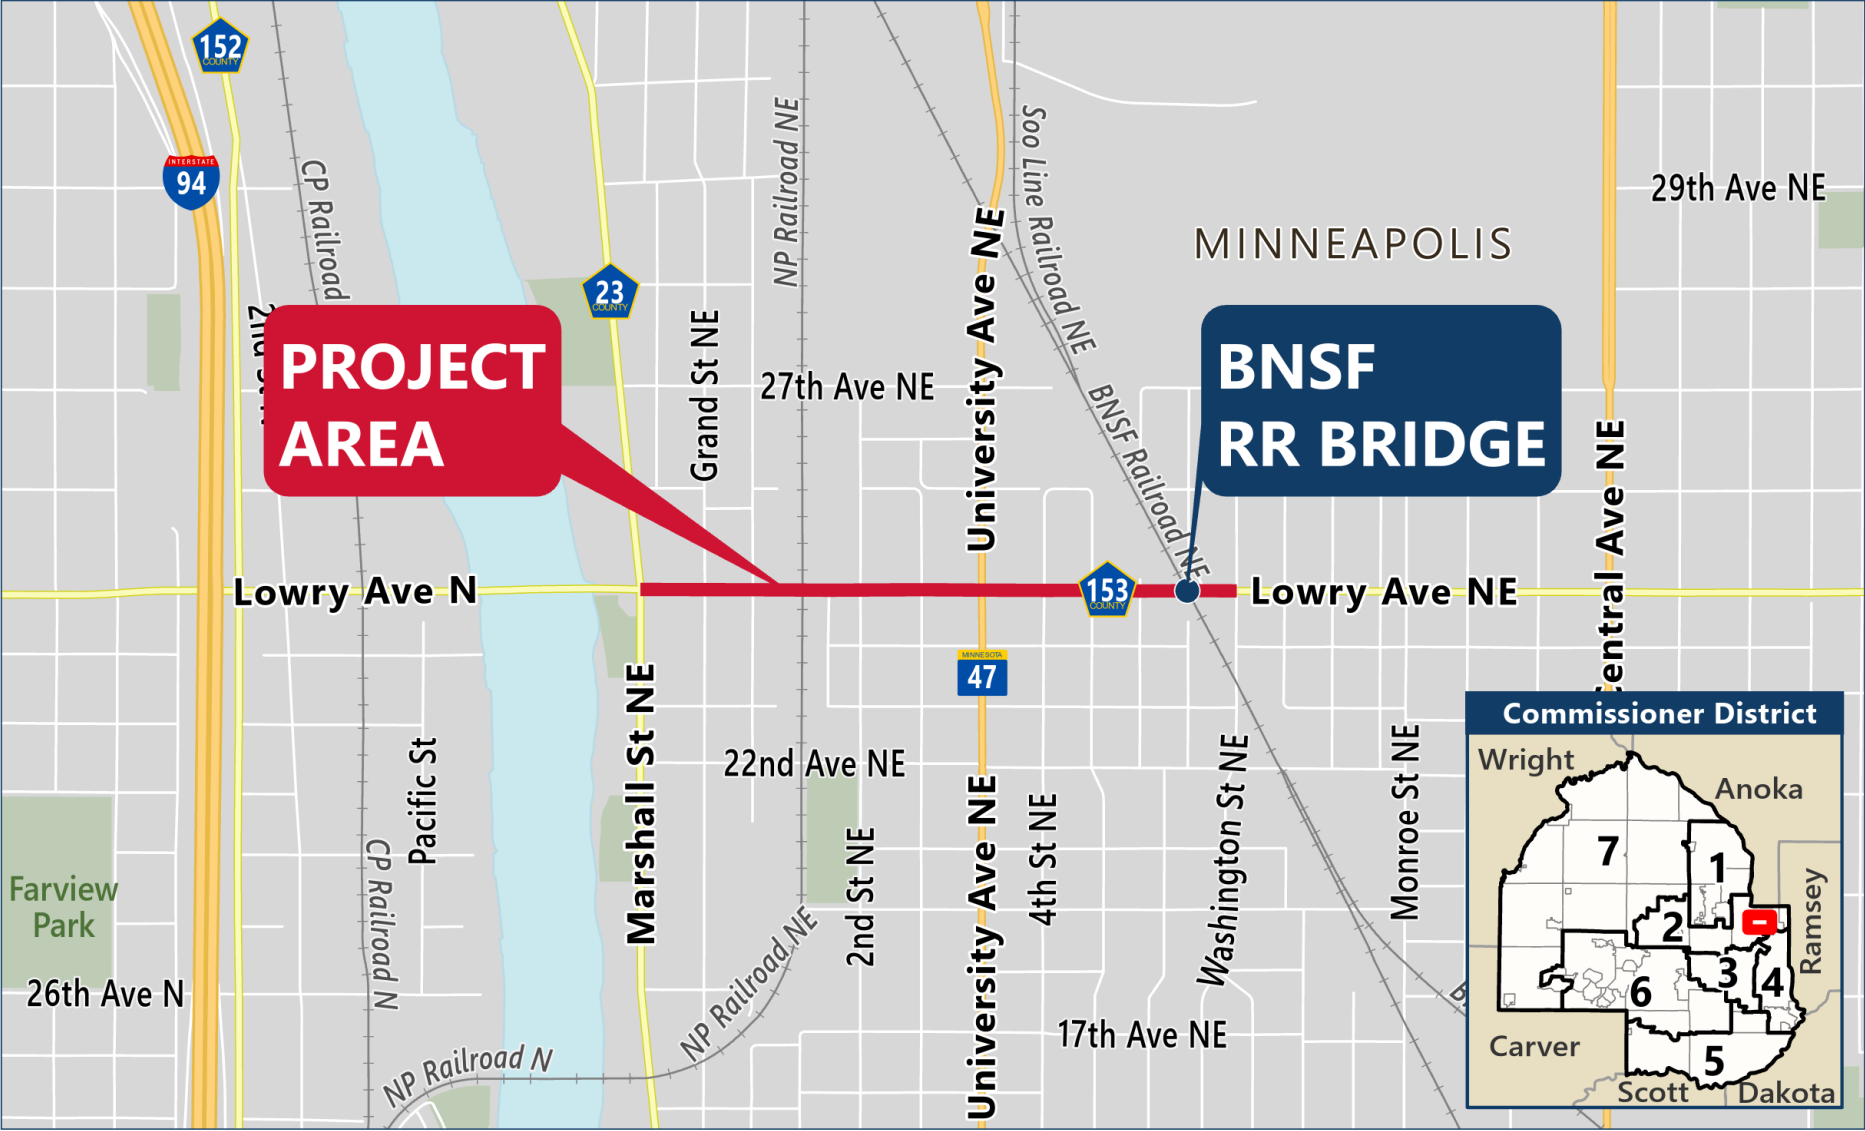 152
COUNTY
INTERSTATE
94
CP Railroad
NP Railroad NE
Soo Line Railroad NE
University Ave NE
29th Ave NE
MINNEAPOLIS
23
COUNTY
PROJECT
AREA
Grand St NE
27th Ave NE
BNSF Railroad NE
BNSF
RR BRIDGE
Central Ave NE
Lowry Ave N
153
COUNTY
Lowry Ave NE
MINNESOTA
47
Marshall St NE
Pacific St
22nd Ave NE
2nd St NE
University Ave NE
4th St NE
Washington St NE
Monroe St NE
Farview
Park
26th Ave N
CP Railroad N
NP Railroad N
NP Railroad NE
17th Ave NE
Commissioner District
Wright
Anoka
7
1
2
Ramsey
3
4
6
Carver
5
Scott
Dakota